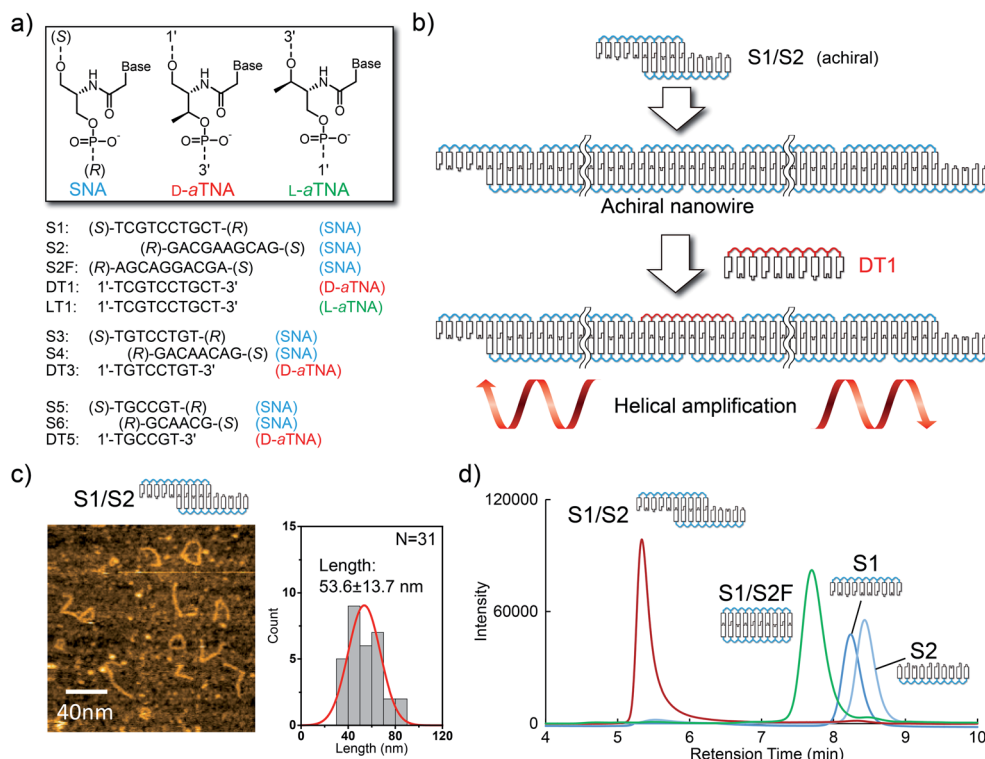 a)
(S)
1'
3'
O
O
O
Base
Base
Base
H
N
H
N
H
N
O
O
O
O
O
O
O=P-O-
O=P-O-
O=P-O-
(R)
3'
1'
SNA
D-aTNA
L-aTNA
S1: (S)-TCGTCCTGCT-(R) (SNA)
S2: (R)-GACGAAGCAG-(S) (SNA)
S2F: (R)-AGCAGGACGA-(S) (SNA)
DT1: 1'-TCGTCCTGCT-3' (D-aTNA)
LT1: 1'-TCGTCCTGCT-3' (L-aTNA)
S3: (S)-TGTCCTGT-(R) (SNA)
S4: (R)-GACAACAG-(S) (SNA)
DT3: 1'-TGTCCTGT-3' (D-aTNA)
S5: (S)-TGCCGT-(R) (SNA)
S6: (R)-GCAACG-(S) (SNA)
DT5: 1'-TGCCGT-3' (D-aTNA)
b)
S1/S2 (achiral)
Achiral nanowire
DT1
Helical amplification
c)
S1/S2
40nm
15
10
5
0
Count
N=31
Length:
53.6±13.7 nm
0 40 80 120
Length (nm)
d)
120000
60000
0
Intensity
S1/S2
S1/S2F
S1
S2
4 5 6 7 8 9 10
Retention Time (min)